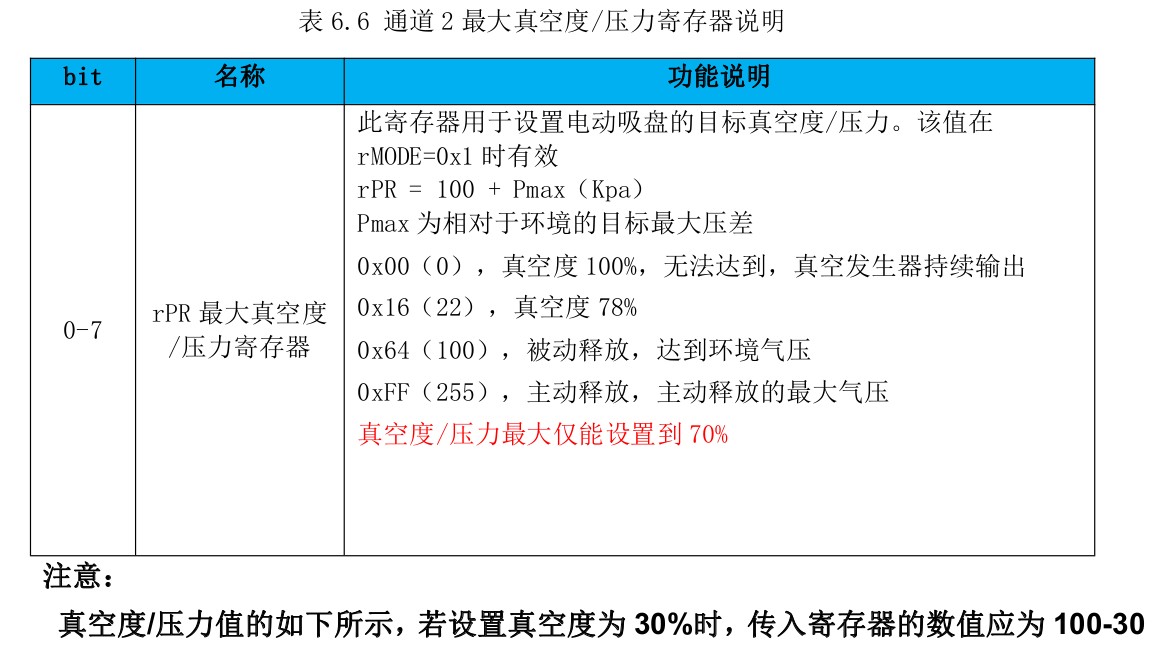 表 6.6 通道 2 最大真空度/压力寄存器说明
bit 名称 功能说明
0-7
rPR 最大真空度
/压力寄存器
此寄存器用于设置电动吸盘的目标真空度/压力。该值在
rMODE=0x1 时有效
rPR = 100 + Pmax（Kpa）
Pmax 为相对于环境的目标最大压差
0x00（0），真空度 100%，无法达到，真空发生器持续输出
0x16（22），真空度 78%
0x64（100），被动释放，达到环境气压
0xFF（255），主动释放，主动释放的最大气压
真空度/压力最大仅能设置到 70%
注意：
真空度/压力值的如下所示，若设置真空度为 30%时，传入寄存器的数值应为 100-30